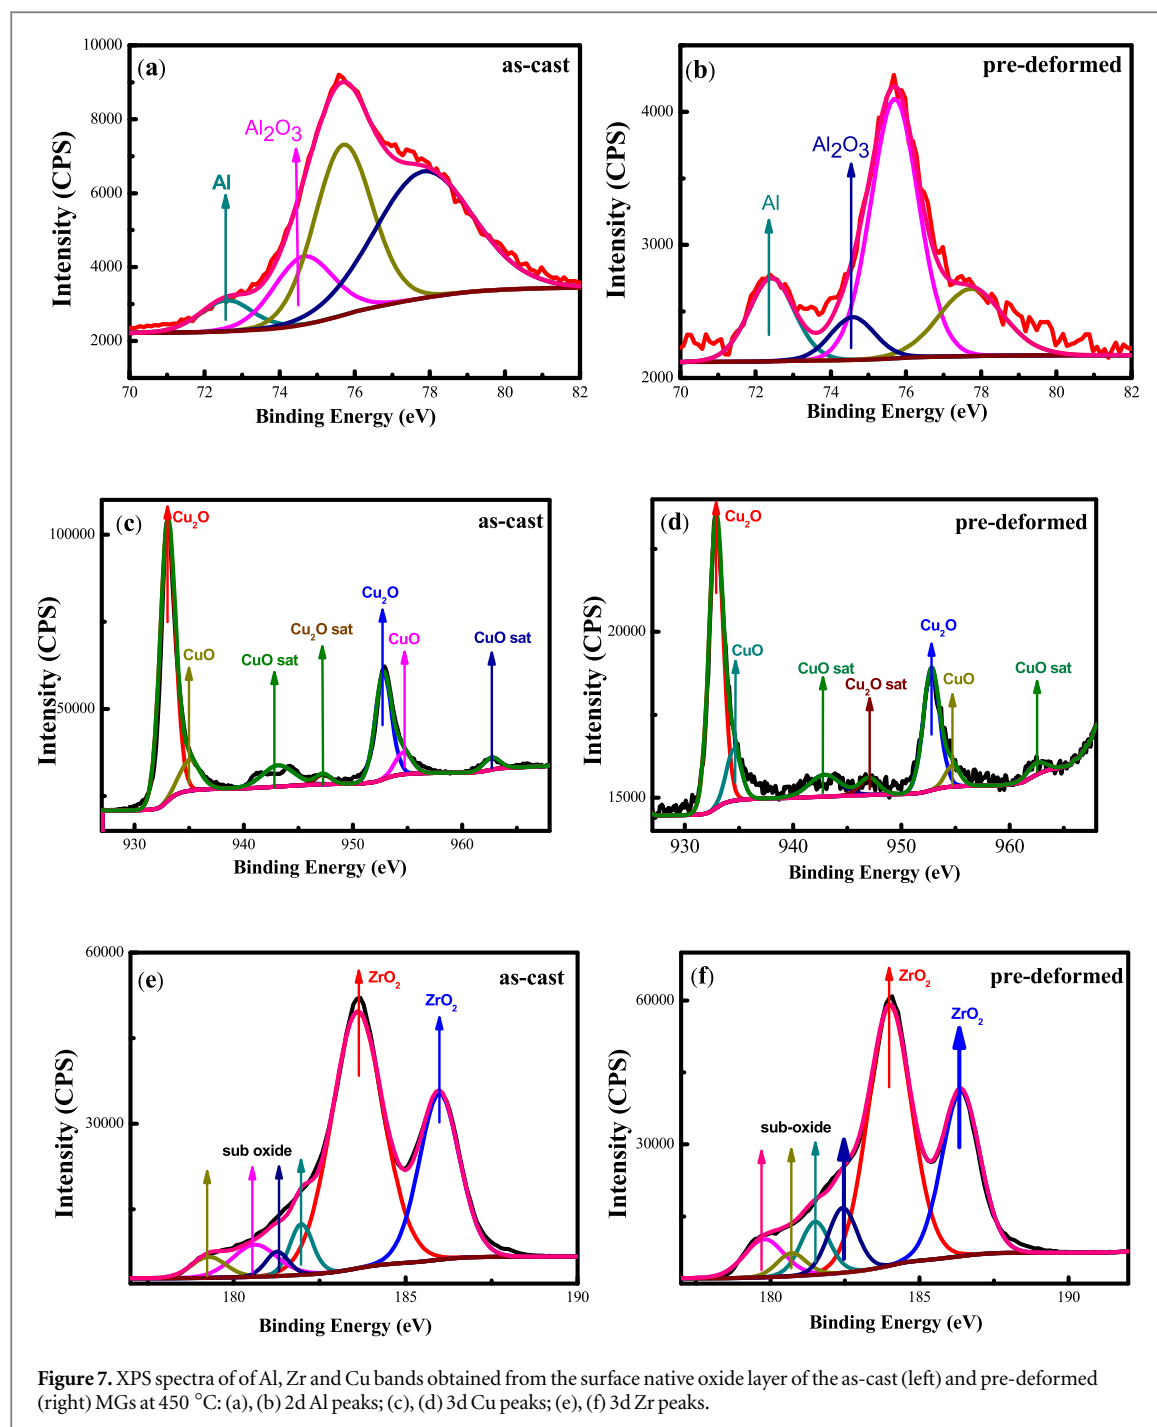 (a)
as-cast
Al
Al₂O₃
10000
8000
6000
4000
2000
70 72 74 76 78 80 82
Intensity (CPS)
Binding Energy (eV)
(b)
pre-deformed
Al
Al₂O₃
4000
3000
2000
70 72 74 76 78 80 82
Intensity (CPS)
Binding Energy (eV)
(c)
as-cast
Cu₂O
CuO
CuO sat
Cu₂O sat
Cu₂O
CuO
CuO sat
100000
50000
930 940 950 960
Intensity (CPS)
Binding Energy (eV)
(d)
pre-deformed
Cu₂O
CuO
CuO sat
Cu₂O sat
Cu₂O
CuO
CuO sat
20000
15000
930 940 950 960
Intensity (CPS)
Binding Energy (eV)
(e)
as-cast
ZrO₂
ZrO₂
sub oxide
60000
30000
180 185 190
Intensity (CPS)
Binding Energy (eV)
(f)
pre-deformed
ZrO₂
ZrO₂
sub-oxide
60000
30000
180 185 190
Intensity (CPS)
Binding Energy (eV)
Figure 7. XPS spectra of of Al, Zr and Cu bands obtained from the surface native oxide layer of the as-cast (left) and pre-deformed
(right) MGs at 450 °C: (a), (b) 2d Al peaks; (c), (d) 3d Cu peaks; (e), (f) 3d Zr peaks.